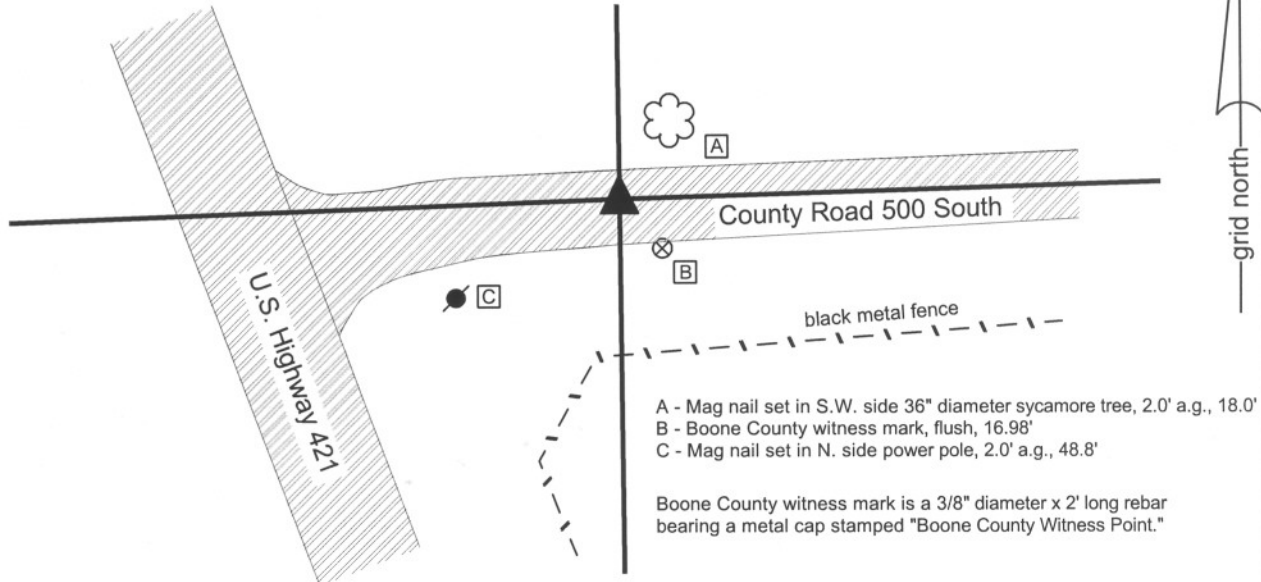 A
County Road 500 South
B
C
U.S. Highway 421
grid north
black metal fence
A - Mag nail set in S.W. side 36" diameter sycamore tree, 2.0' a.g., 18.0'
B - Boone County witness mark, flush, 16.98'
C - Mag nail set in N. side power pole, 2.0' a.g., 48.8'
Boone County witness mark is a 3/8" diameter x 2' long rebar
bearing a metal cap stamped "Boone County Witness Point."